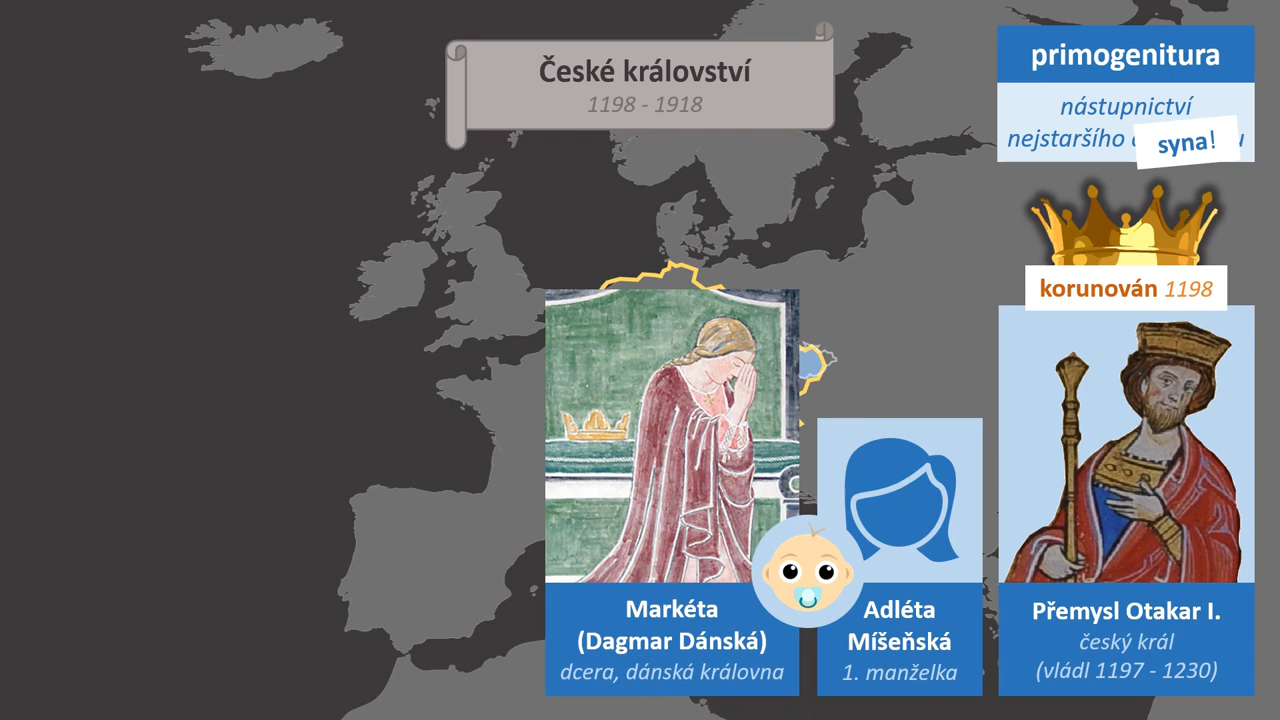 České království
1198 - 1918
primogenitura
nástupnictví
nejstaršího
syna!
korunován 1198
Markéta
(Dagmar Dánská)
dcera, dánská královna
Adléta
Míšeňská
1. manželka
Přemysl Otakar I.
český král
(vládl 1197 - 1230)